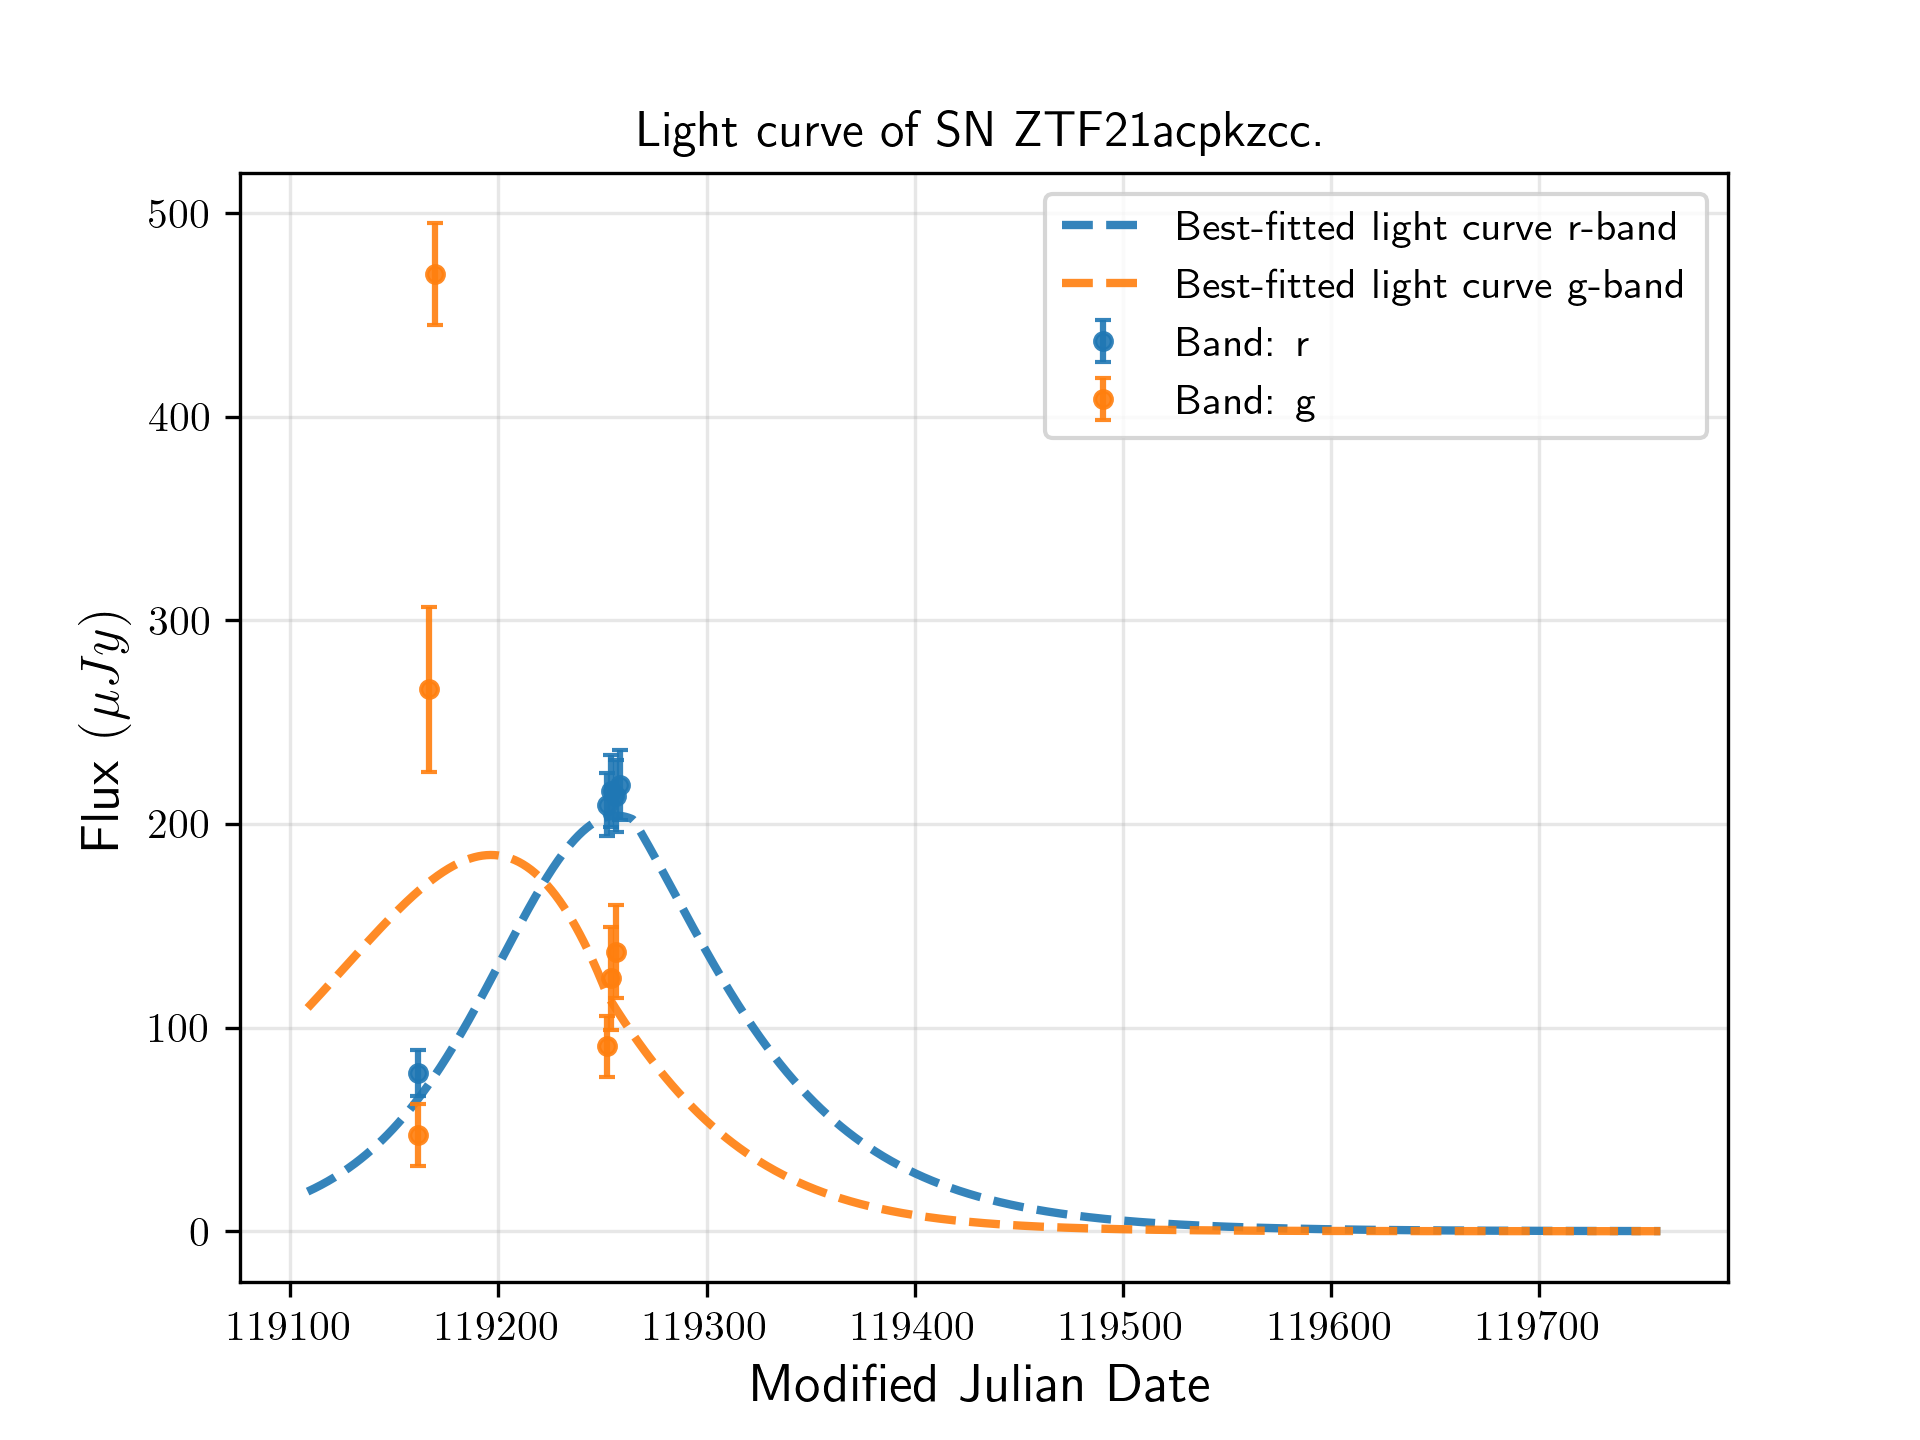 Light curve of SN ZTF21acpkzcc.
Best-fitted light curve r-band
Best-fitted light curve g-band
Band: r
Band: g
Flux (μJy)
500
400
300
200
100
0
119100 119200 119300 119400 119500 119600 119700
Modified Julian Date